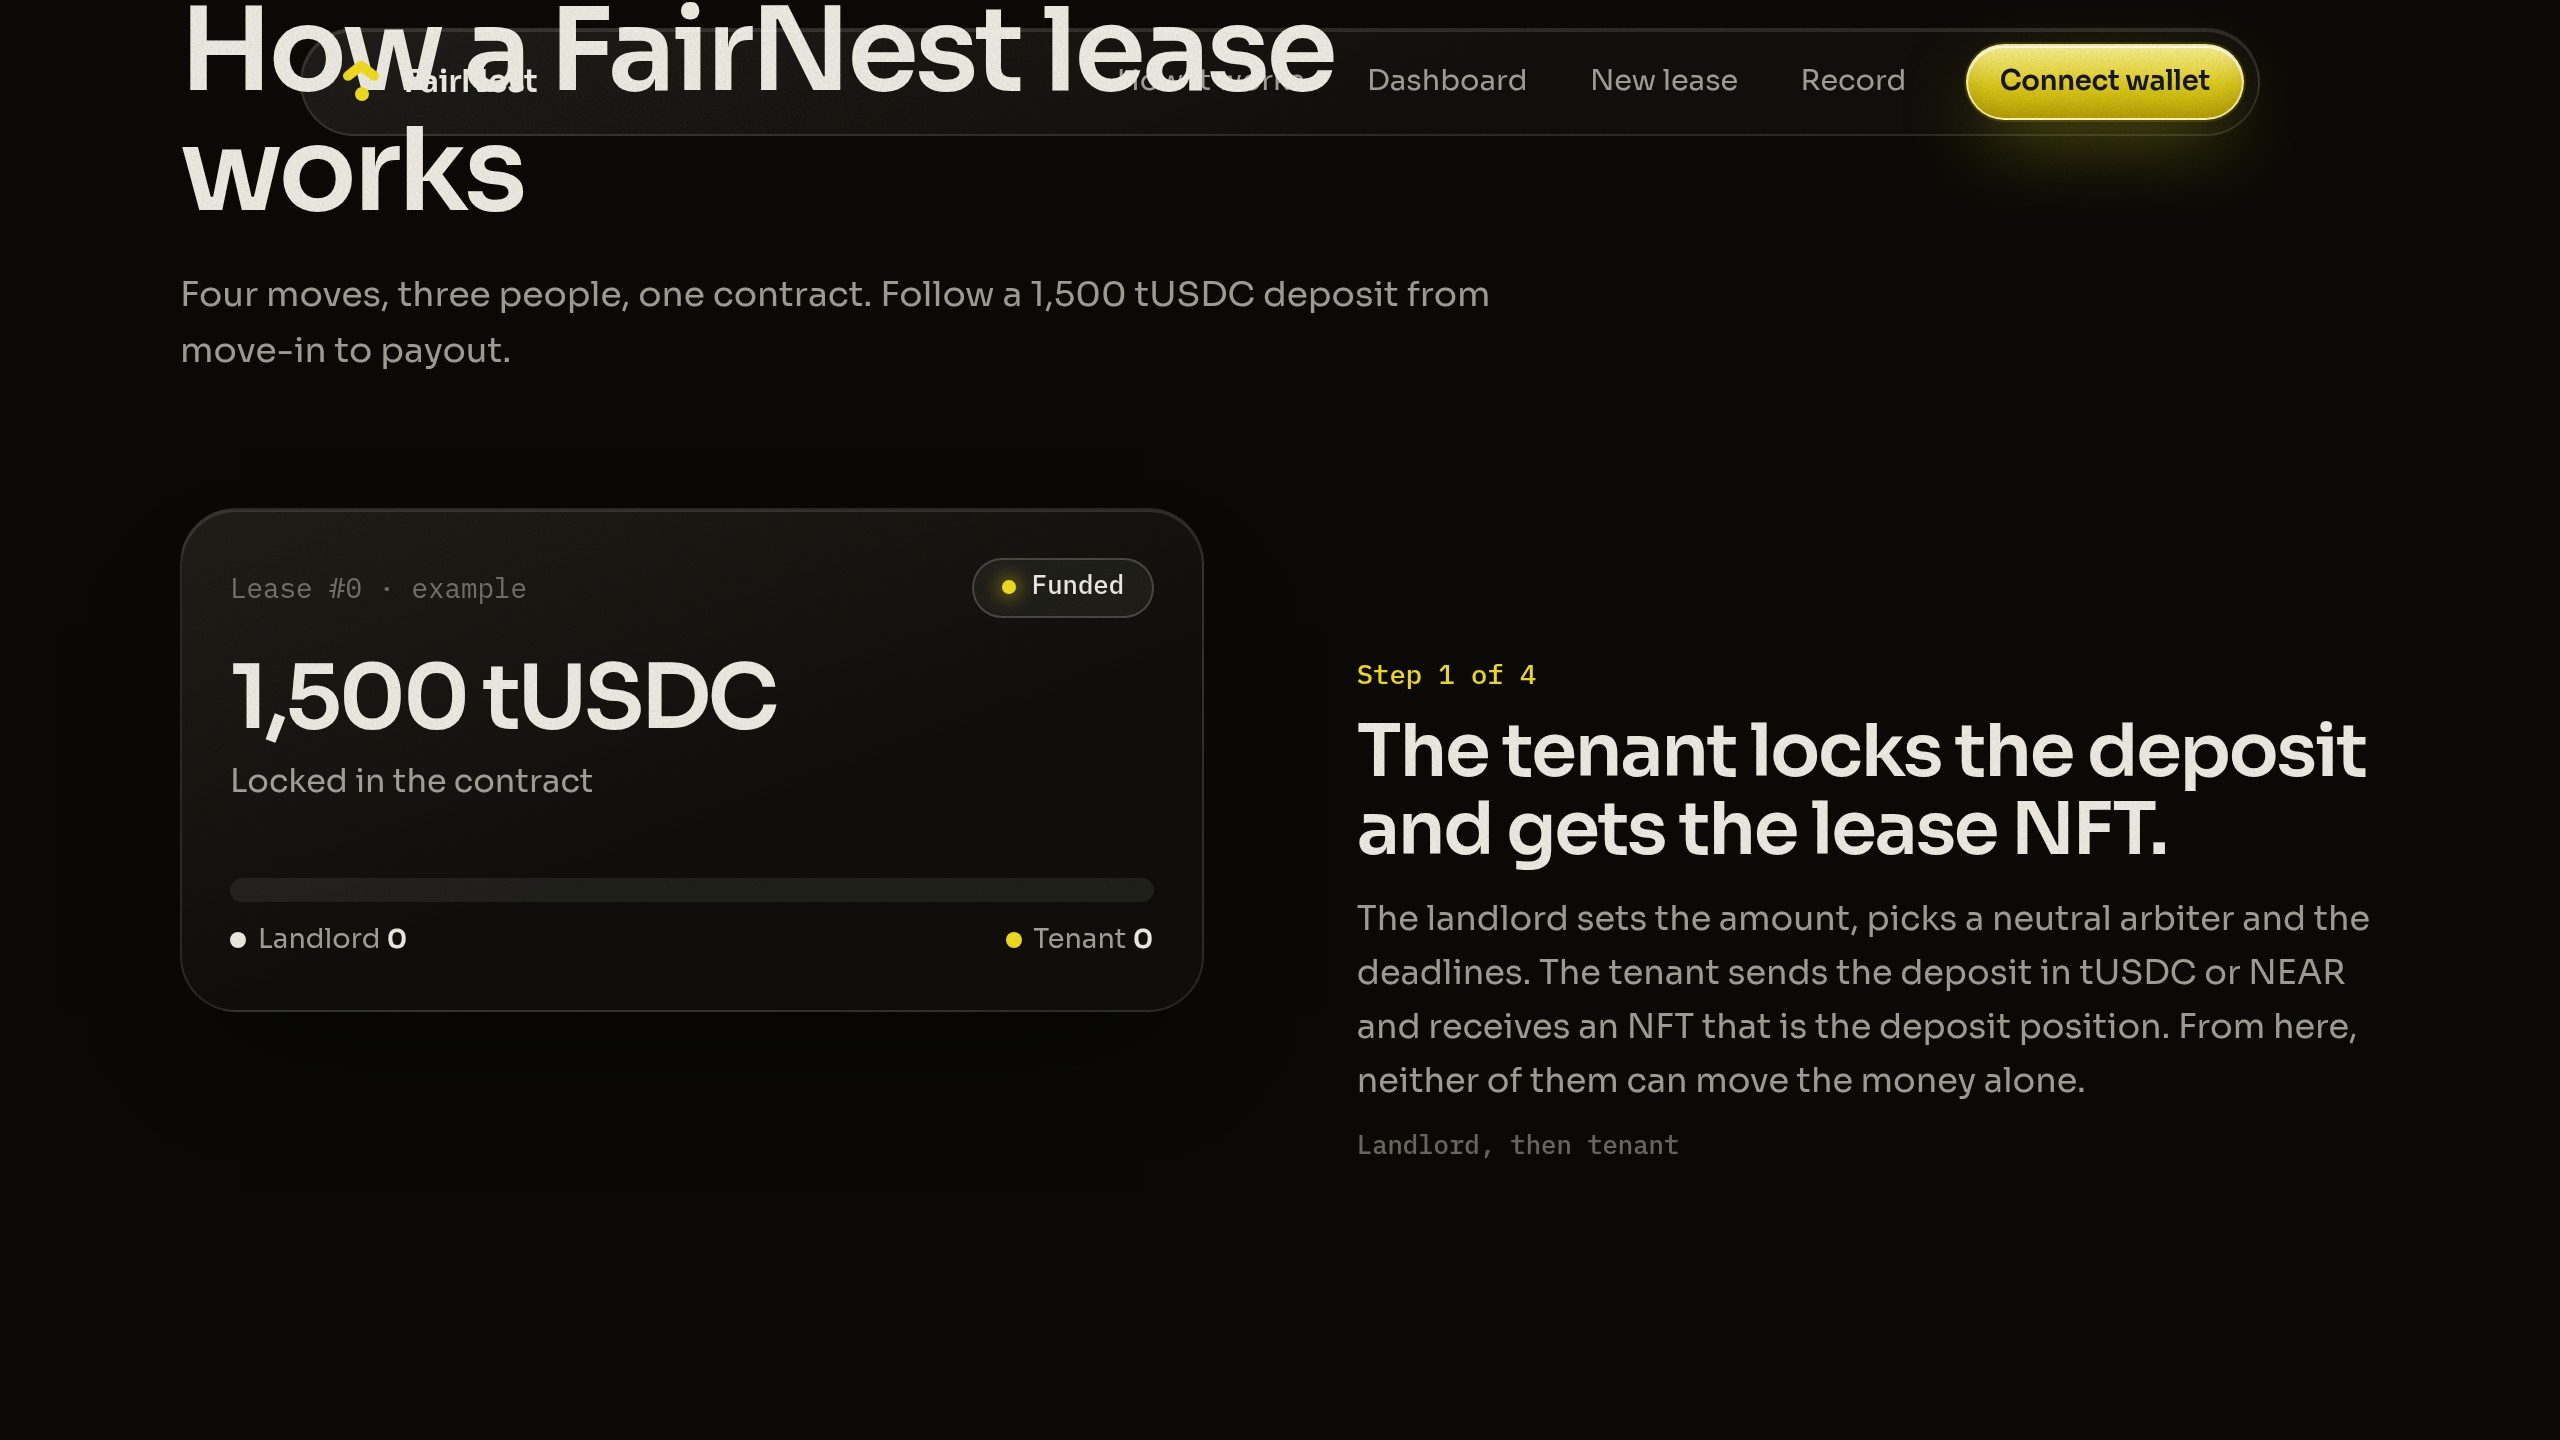 How a FairNest lease
works
FairNest
How it works
Dashboard
New lease
Record
Connect wallet
Four moves, three people, one contract. Follow a 1,500 tUSDC deposit from
move-in to payout.
Lease #0 · example
Funded
1,500 tUSDC
Locked in the contract
Landlord 0
Tenant 0
Step 1 of 4
The tenant locks the deposit
and gets the lease NFT.
The landlord sets the amount, picks a neutral arbiter and the
deadlines. The tenant sends the deposit in tUSDC or NEAR
and receives an NFT that is the deposit position. From here,
neither of them can move the money alone.
Landlord, then tenant